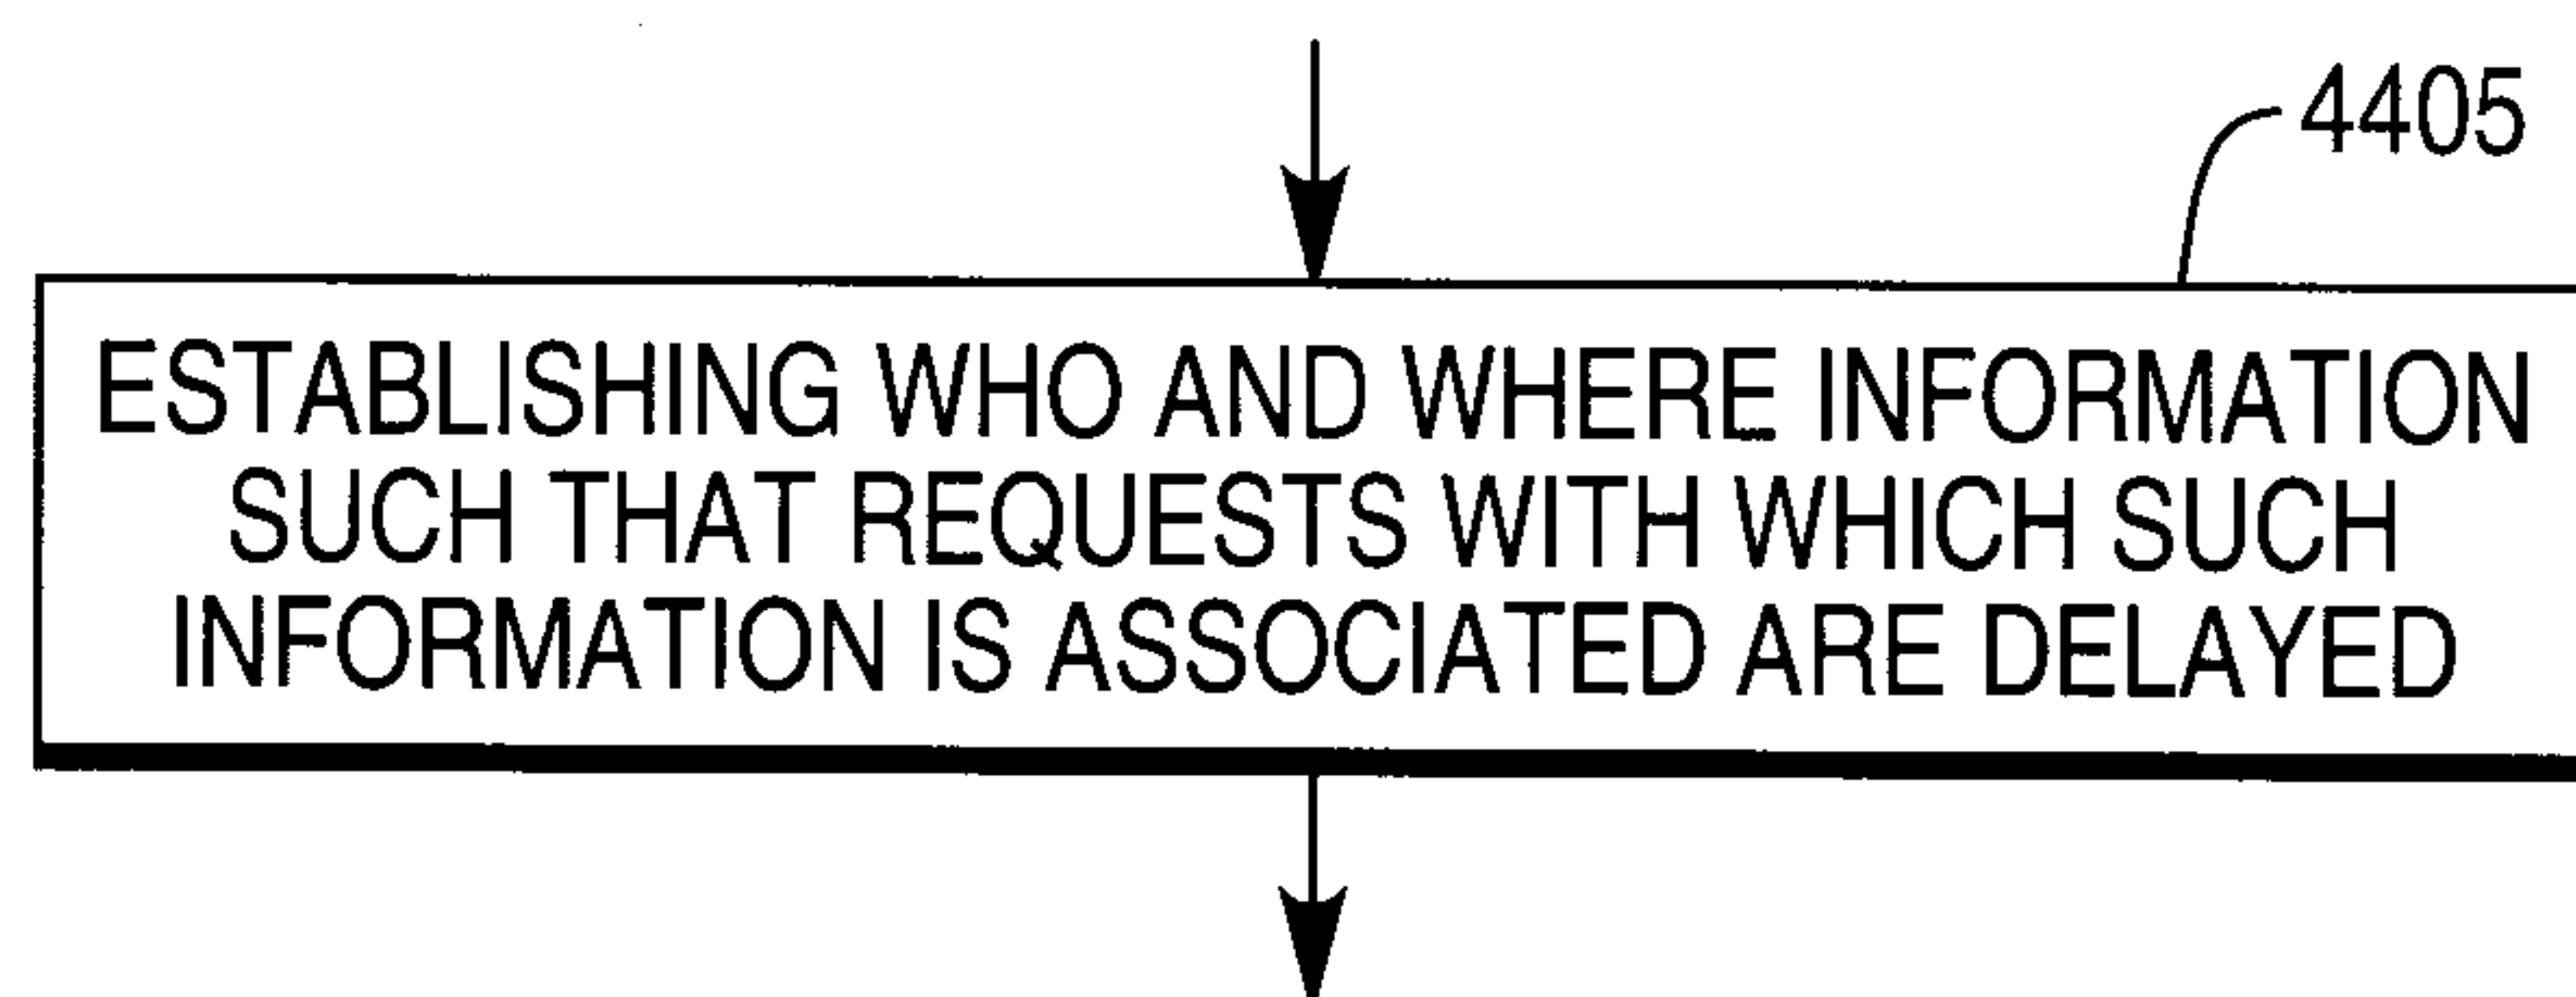 4405
ESTABLISHING WHO AND WHERE INFORMATION
SUCH THAT REQUESTS WITH WHICH SUCH
INFORMATION IS ASSOCIATED ARE DELAYED